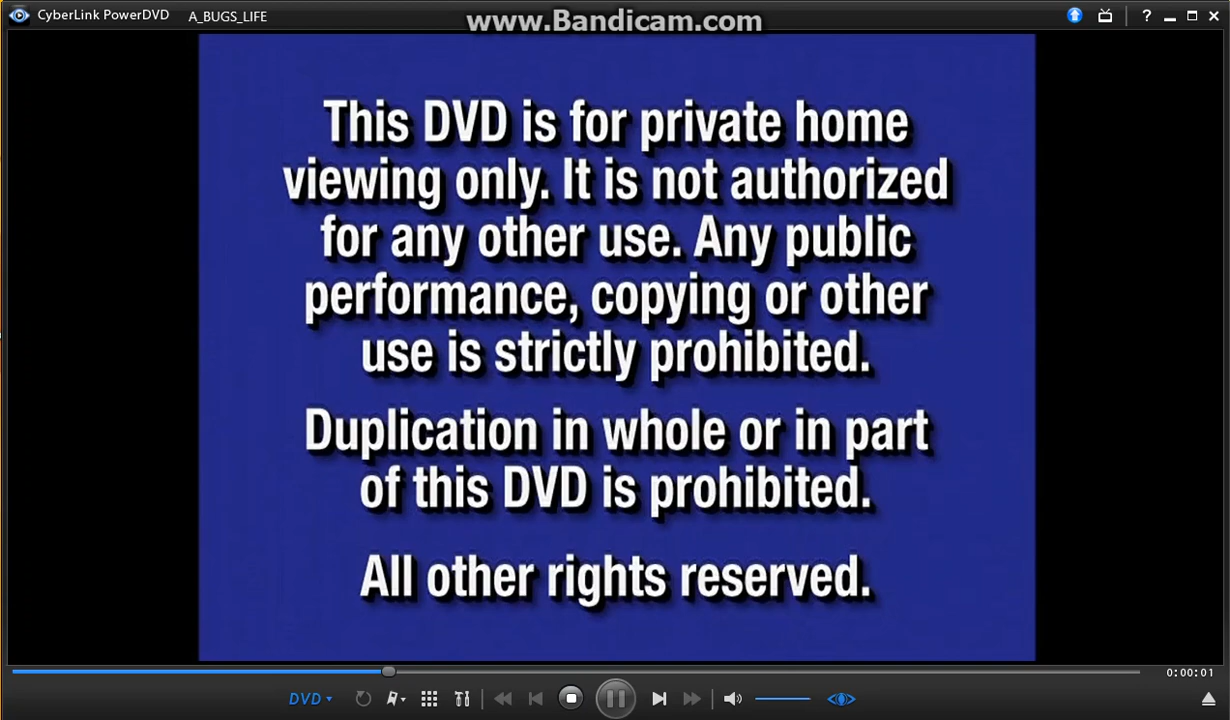 CyberLink PowerDVD A_BUGS_LIFE www.Bandicam.com ?
This DVD is for private home
viewing only. It is not authorized
for any other use. Any public
performance, copying or other
use is strictly prohibited.
Duplication in whole or in part
of this DVD is prohibited.
All other rights reserved.
0:00:01
DVD